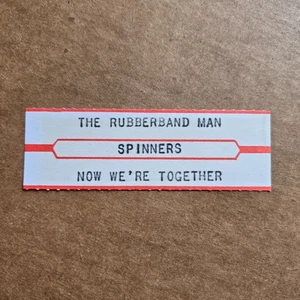 THE RUBBERBAND MAN
SPINNERS
NOW WE'RE TOGETHER